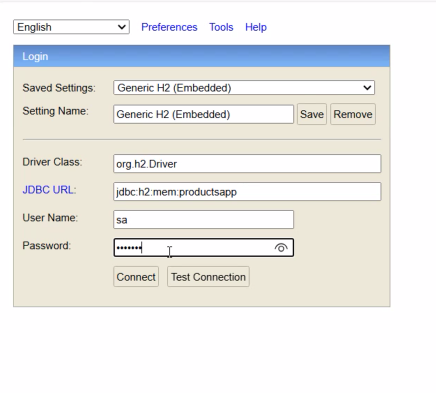 English Preferences Tools Help
Login
Saved Settings: Generic H2 (Embedded)
Setting Name: Generic H2 (Embedded) Save Remove
Driver Class: org.h2.Driver
JDBC URL: jdbc:h2:mem:productsapp
User Name: sa
Password: •••••••
Connect Test Connection